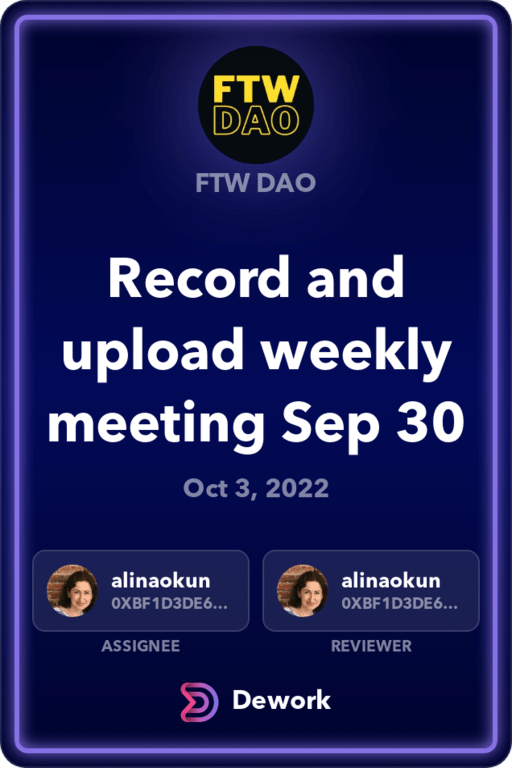 FTW
DAO
FTW DAO
Record and
upload weekly
meeting Sep 30
Oct 3, 2022
alinaokun
0XBF1D3DE6...
ASSIGNEE
alinaokun
0XBF1D3DE6...
REVIEWER
Dework